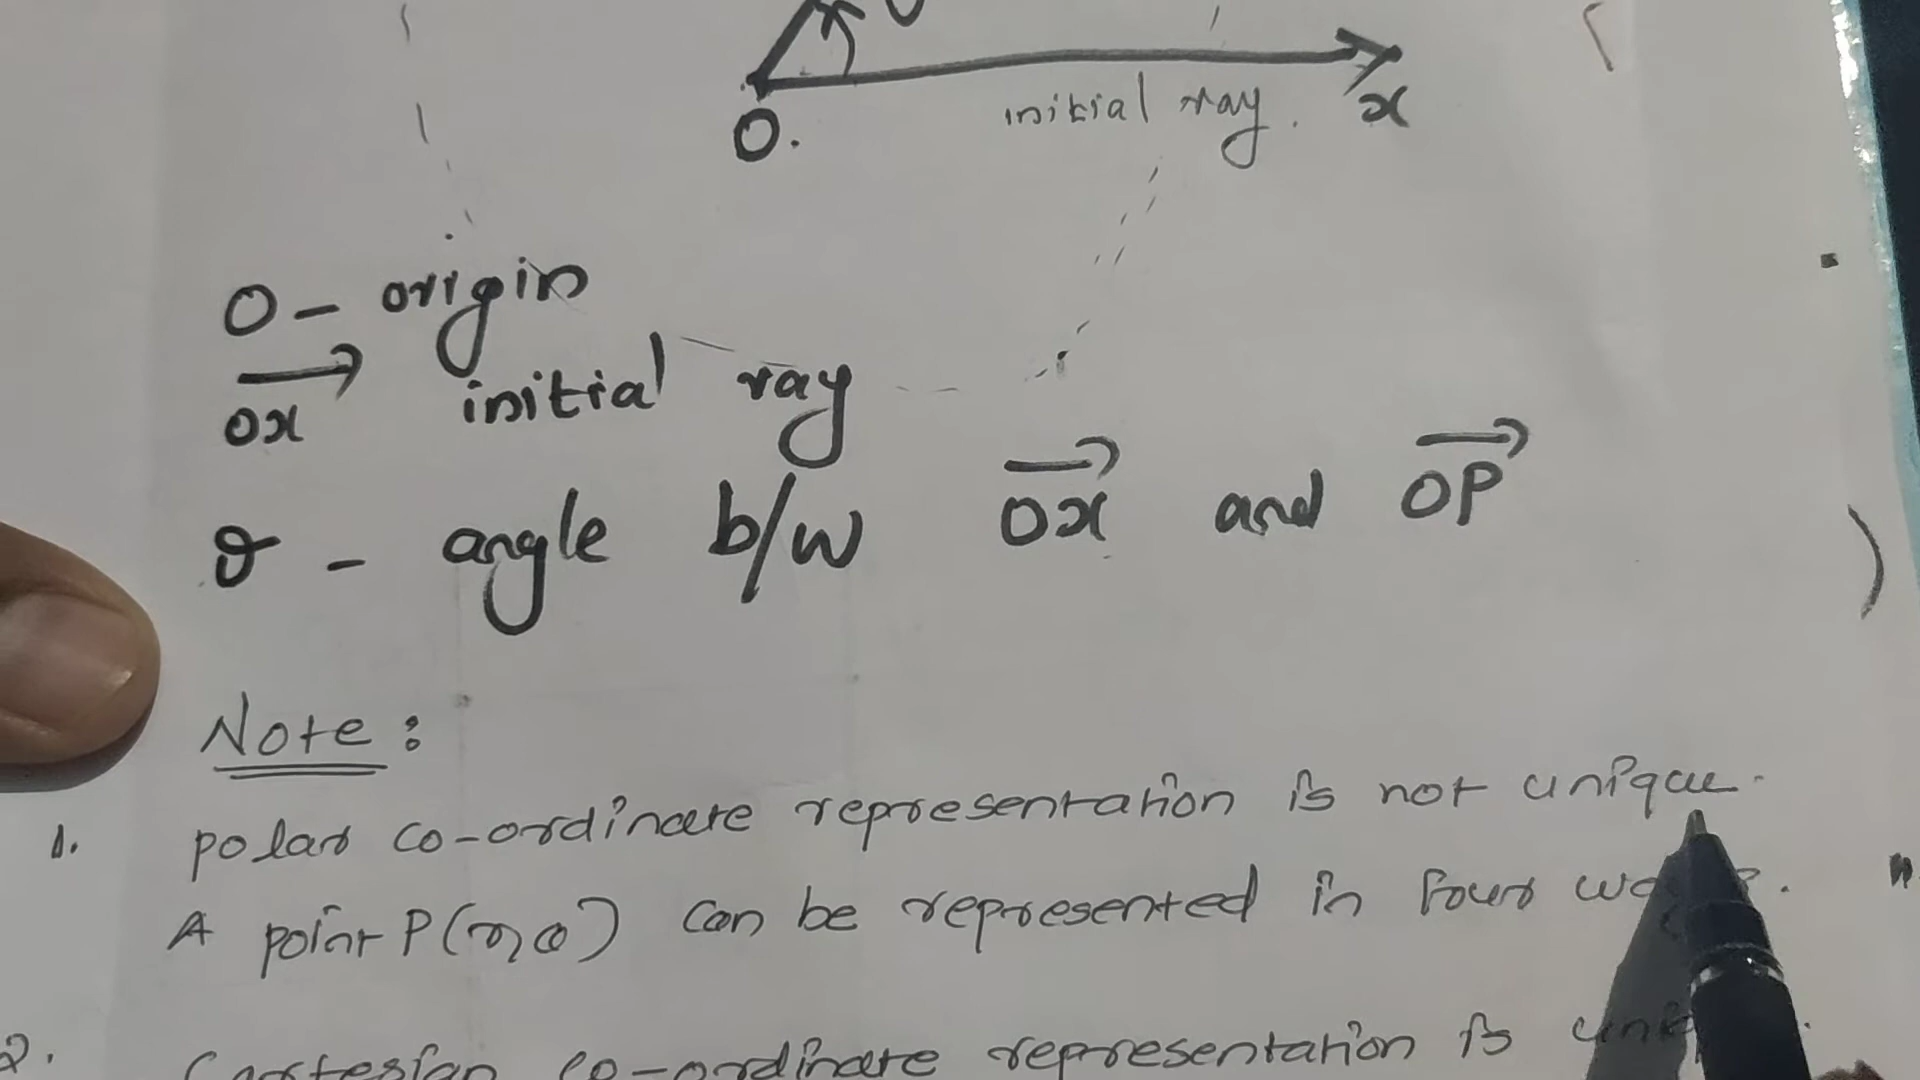 O.
initial ray.
x
O - origin
Ox initial ray
θ - angle b/w Ox and OP
Note:
1. polar co-ordinate representation is not unique.
A point P(r, θ) can be represented in four
2. Cartesian co-ordinate representation is